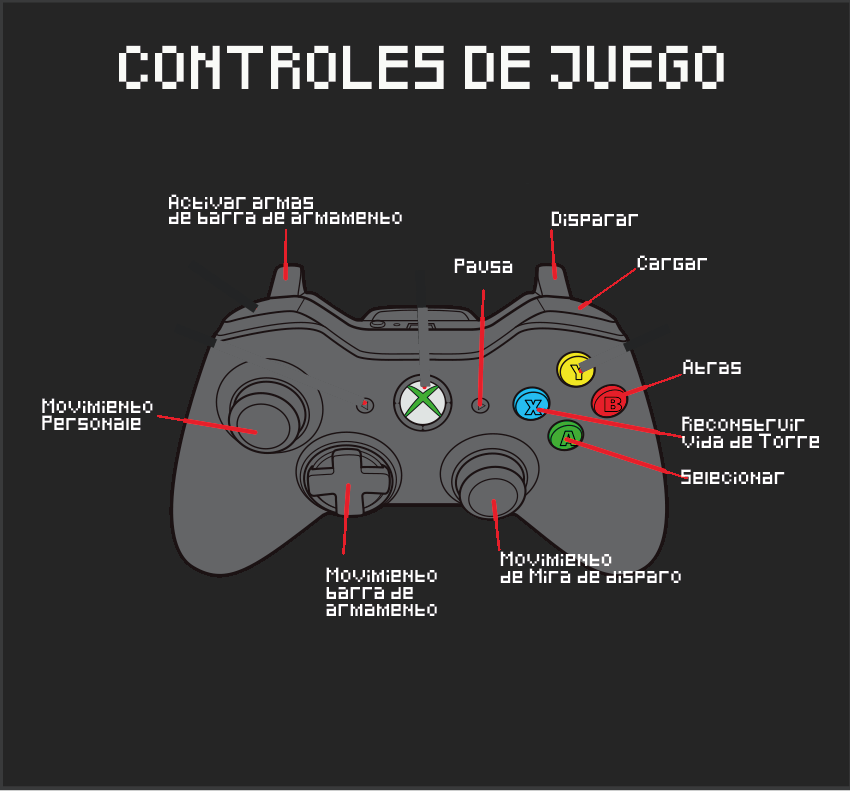 CONTROLES DE JUEGO
Activar armas
de barra de armamento
Disparar
Pausa
Cargar
Y
Atras
B
X
Movimiento
Personaje
Reconstruir
vida de Torre
A
Selecionar
Movimiento
de Mira de disparo
Movimiento
barra de
armamento